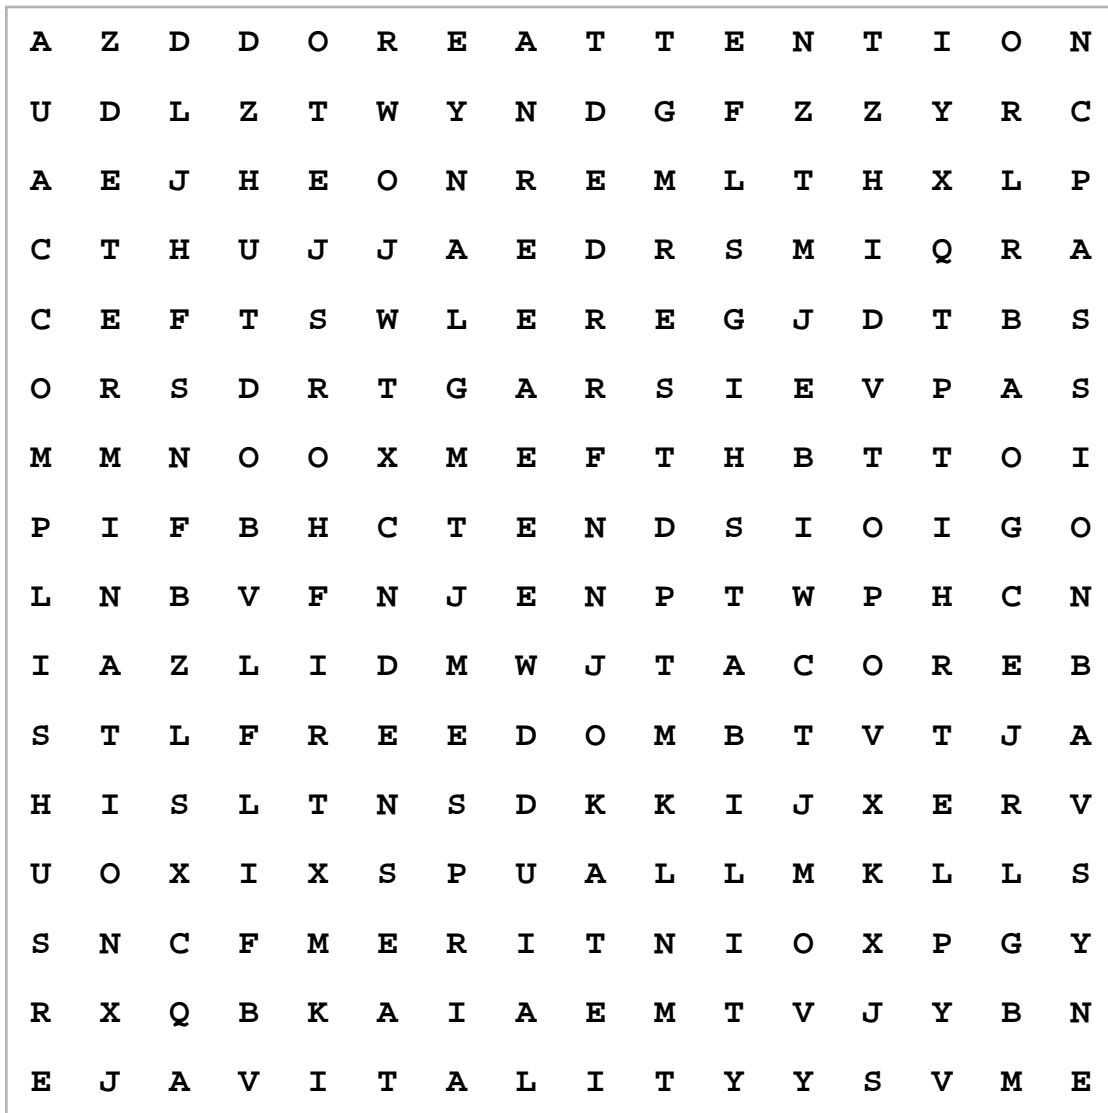 A Z D D O R E A T T E N T I O N
U D L Z T W Y N D G F Z Z Y R C
A E J H E O N R E M L T H X L P
C T H U J J A E D R S M I Q R A
C E F T S W L E R E G J D T B S
O R S D R T G A R S I E V P A S
M M N O O X M E F T H B T T O I
P I F B H C T E N D S I O I G O
L N B V F N J E N P T W P H C N
I A Z L I D M W J T A C O R E B
S T L F R E E D O M B T V T J A
H I S L T N S D K K I J X E R V
U O X I X S P U A L L M K L L S
S N C F M E R I T N I O X P G Y
R X Q B K A I A E M T V J Y B N
E J A V I T A L I T Y Y S V M E